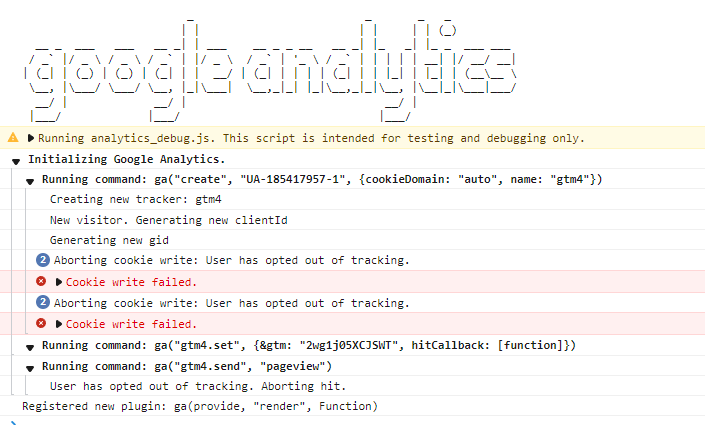 google analytics
Running analytics_debug.js. This script is intended for testing and debugging only.
Initializing Google Analytics.
Running command: ga("create", "UA-185417957-1", {cookieDomain: "auto", name: "gtm4"})
Creating new tracker: gtm4
New visitor. Generating new clientId
Generating new gid
2 Aborting cookie write: User has opted out of tracking.
Cookie write failed.
2 Aborting cookie write: User has opted out of tracking.
Cookie write failed.
Running command: ga("gtm4.set", {&gtm: "2wg1j05XCJSWT", hitCallback: [function]})
Running command: ga("gtm4.send", "pageview")
User has opted out of tracking. Aborting hit.
Registered new plugin: ga(provide, "render", Function)